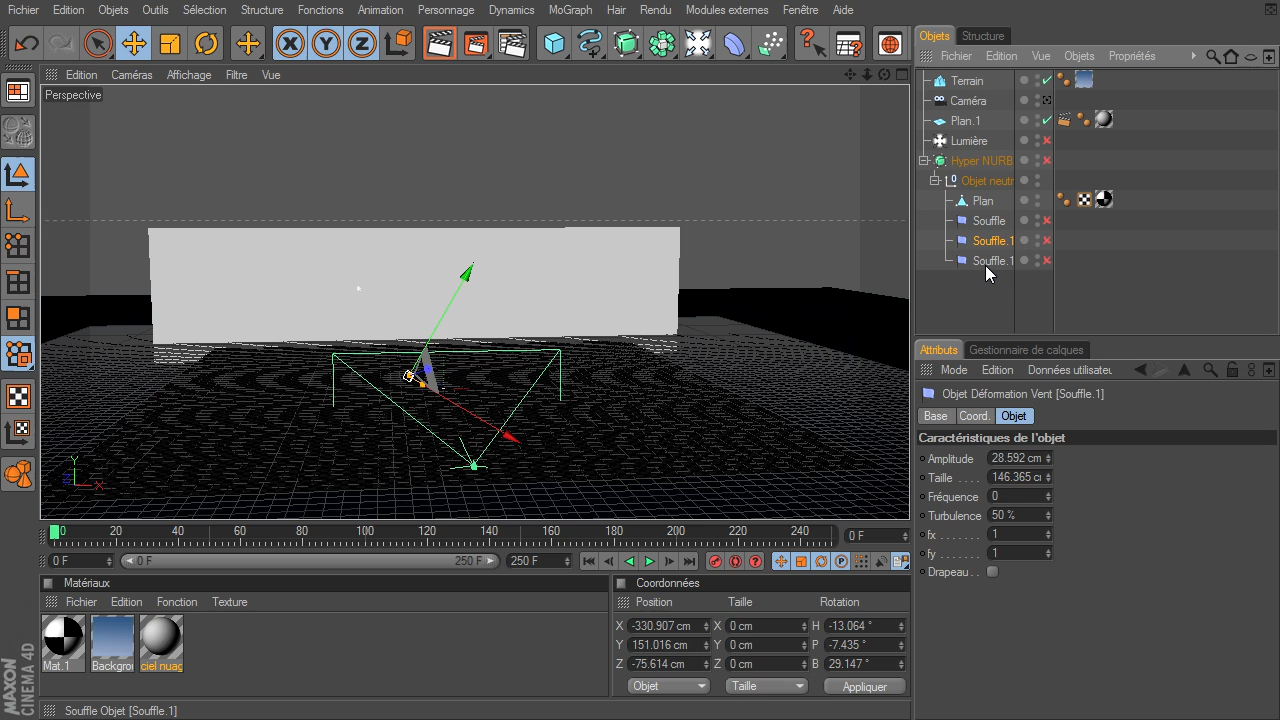 Fichier Edition Objets Outils Sélection Structure Fonctions Animation Personnage Dynamics MoGraph Hair Rendu Modules externes Fenêtre Aide
Objets Structure
Fichier Edition Vue Objets Propriétés
Edition Caméras Affichage Filtre Vue
Perspective
Terrain
Caméra
Plan.1
Lumière
Hyper NURB
Objet neutr
Plan
Souffle
Souffle.1
Souffle.1
Attributs Gestionnaire de calques
Mode Edition Données utilisateu
Objet Déformation Vent [Souffle.1]
Base Coord. Objet
Caractéristiques de l'objet
Amplitude 28.592 cm
Taille . . . . 146.365 c
Fréquence 0
Turbulence 50 %
fx . . . . . . . 1
fy . . . . . . . 1
Drapeau . .
Y
X
0 20 40 60 80 100 120 140 160 180 200 220 240 0 F
0 F 0 F 250 F 250 F
Matériaux
Fichier Edition Fonction Texture
Mat.1 Backgroi ciel nuag
Coordonnées
Position Taille Rotation
X -330.907 cm X 0 cm H -13.064 °
Y 151.016 cm Y 0 cm P -7.435 °
Z -75.614 cm Z 0 cm B 29.147 °
Objet Taille Appliquer
MAXON
CINEMA 4D
Souffle Objet [Souffle.1]